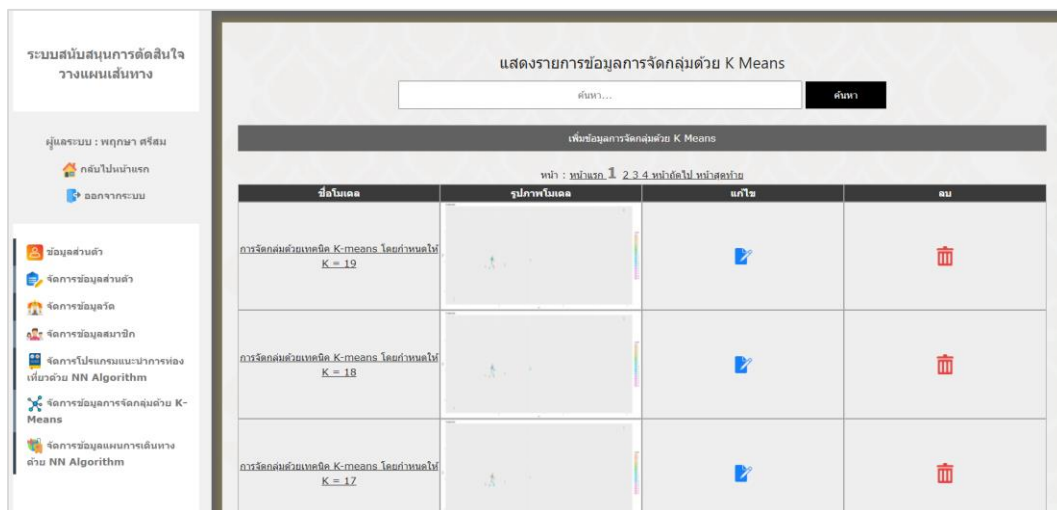 ระบบสนับสนุนการตัดสินใจ
วางแผนเส้นทาง
ผู้ดูแลระบบ : พฤกษา ศรีสม
กลับไปหน้าแรก
ออกจากระบบ
ข้อมูลส่วนตัว
จัดการข้อมูลส่วนตัว
จัดการข้อมูลวัด
จัดการข้อมูลสมาชิก
จัดการโปรแกรมแนะนำการท่อง
เที่ยวด้วย NN Algorithm
จัดการข้อมูลการจัดกลุ่มด้วย K-
Means
จัดการข้อมูลแผนการเดินทาง
ด้วย NN Algorithm
แสดงรายการข้อมูลการจัดกลุ่มด้วย K Means
ค้นหา... ค้นหา
เพิ่มข้อมูลการจัดกลุ่มด้วย K Means
หน้า : หน้าแรก 1 2 3 4 หน้าถัดไป หน้าสุดท้าย
ชื่อโมเดล รูปภาพโมเดล แก้ไข ลบ
การจัดกลุ่มด้วยเทคนิค K-means โดยกำหนดให้
K = 19
การจัดกลุ่มด้วยเทคนิค K-means โดยกำหนดให้
K = 18
การจัดกลุ่มด้วยเทคนิค K-means โดยกำหนดให้
K = 17